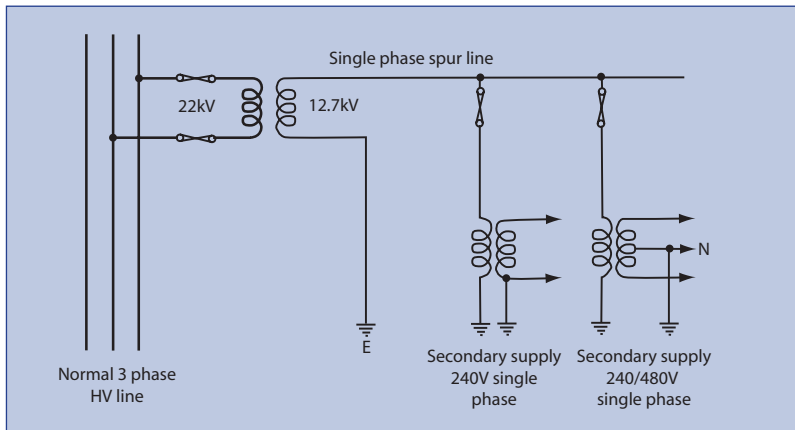 Single phase spur line
22kV
12.7kV
N
E
Normal 3 phase
HV line
Secondary supply
240V single
phase
Secondary supply
240/480V
single phase